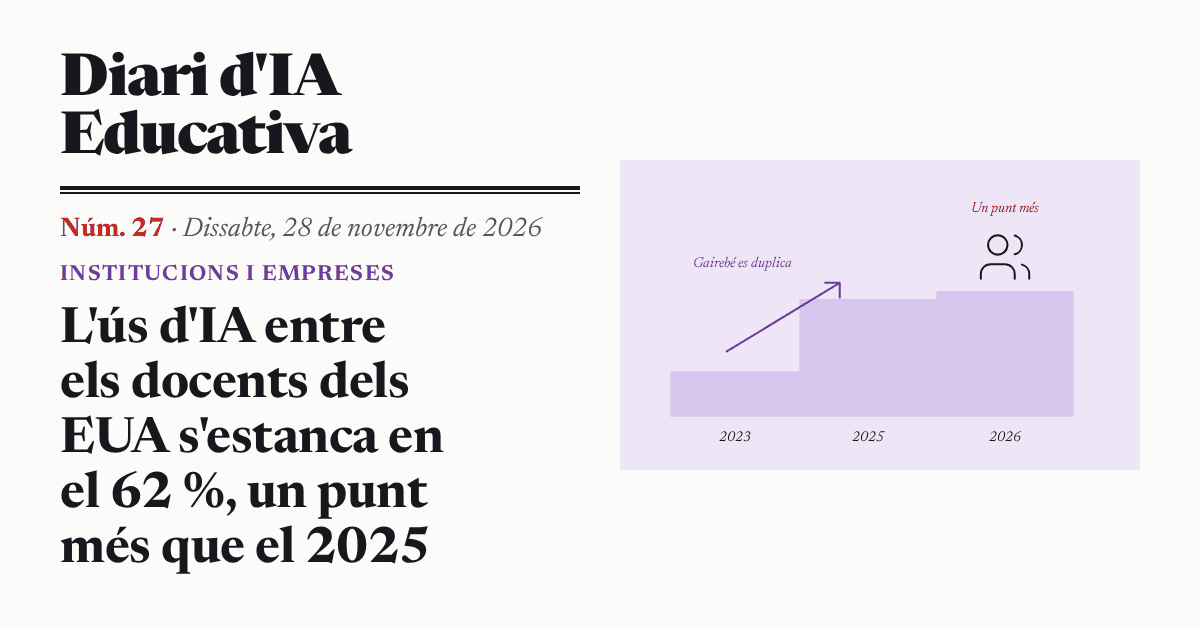 Diari d'IA
Educativa
Núm. 27 · Dissabte, 28 de novembre de 2026
INSTITUCIONS I EMPRESES
L'ús d'IA entre
els docents dels
EUA s'estanca en
el 62 %, un punt
més que el 2025
Un punt més
Gairebé es duplica
2023
2025
2026